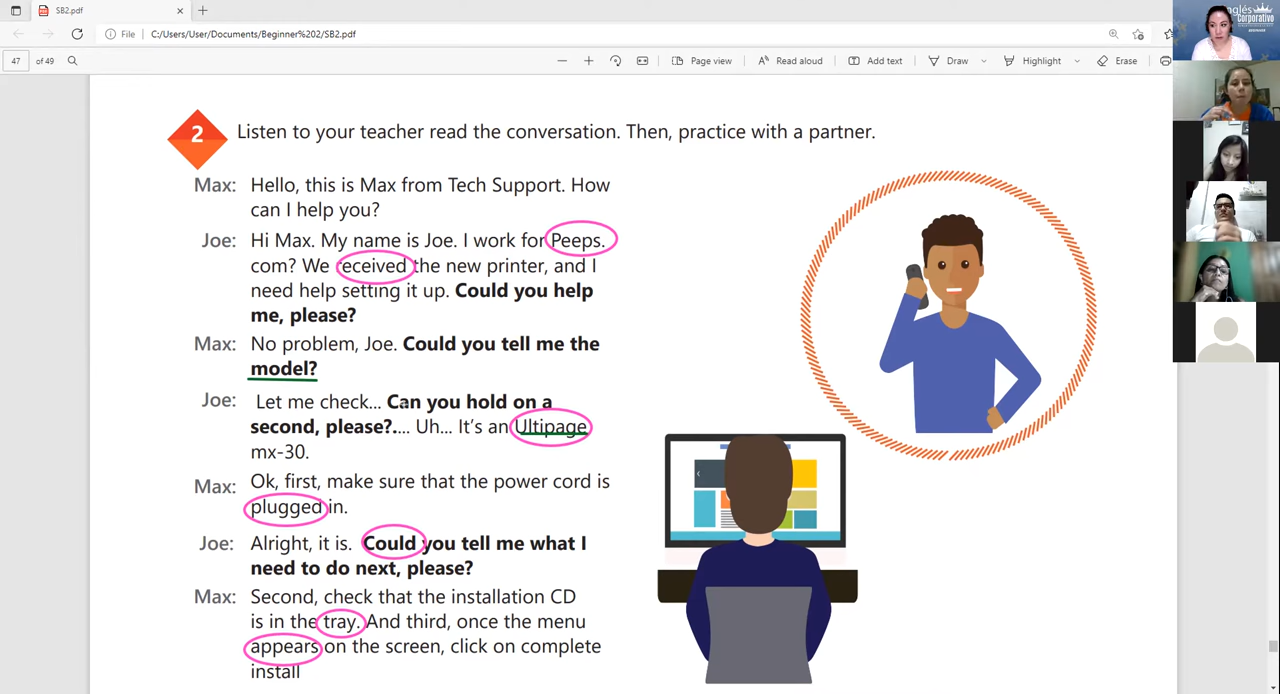 SB2.pdf
File
C:/Users/User/Documents/Beginner%202/SB2.pdf
47 of 49
Page view
Read aloud
Add text
Draw
Highlight
Erase
Inglés
Corporativo
2
Listen to your teacher read the conversation. Then, practice with a partner.
Max: Hello, this is Max from Tech Support. How
can I help you?
Joe: Hi Max. My name is Joe. I work for Peeps.
com? We received the new printer, and I
need help setting it up. Could you help
me, please?
Max: No problem, Joe. Could you tell me the
model?
Joe: Let me check... Can you hold on a
second, please?.... Uh... It's an Ultipage
mx-30.
Max: Ok, first, make sure that the power cord is
plugged in.
Joe: Alright, it is. Could you tell me what I
need to do next, please?
Max: Second, check that the installation CD
is in the tray. And third, once the menu
appears on the screen, click on complete
install